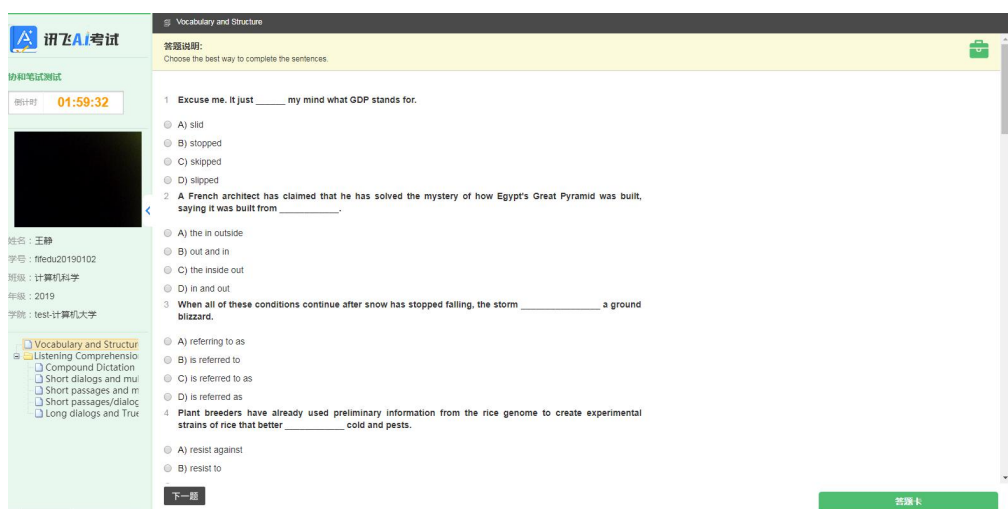 讯飞A.I.考试
协和笔试测试
倒计时 01:59:32
姓名：王静
学号：fifedu20190102
班级：计算机科学
年级：2019
学院：test-计算机大学
Vocabulary and Structur
Listening Comprehensio
Compound Dictation
Short dialogs and mul
Short passages and m
Short passages/dialog
Long dialogs and True
Vocabulary and Structure
答题说明:
Choose the best way to complete the sentences.
1 Excuse me. It just ______ my mind what GDP stands for.
A) slid
B) stopped
C) skipped
D) slipped
2 A French architect has claimed that he has solved the mystery of how Egypt's Great Pyramid was built,
saying it was built from ____________.
A) the in outside
B) out and in
C) the inside out
D) in and out
3 When all of these conditions continue after snow has stopped falling, the storm ________________ a ground
blizzard.
A) referring to as
B) is referred to
C) is referred to as
D) is referred as
4 Plant breeders have already used preliminary information from the rice genome to create experimental
strains of rice that better ____________ cold and pests.
A) resist against
B) resist to
下一题
答题卡